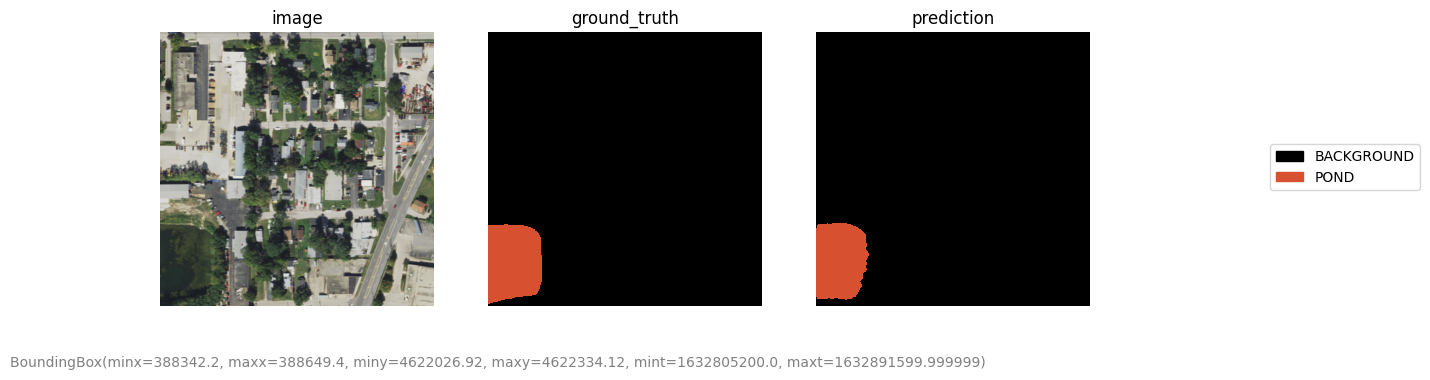 image
ground_truth
prediction
BACKGROUND
POND
BoundingBox(minx=388342.2, maxx=388649.4, miny=4622026.92, maxy=4622334.12, mint=1632805200.0, maxt=1632891599.999999)